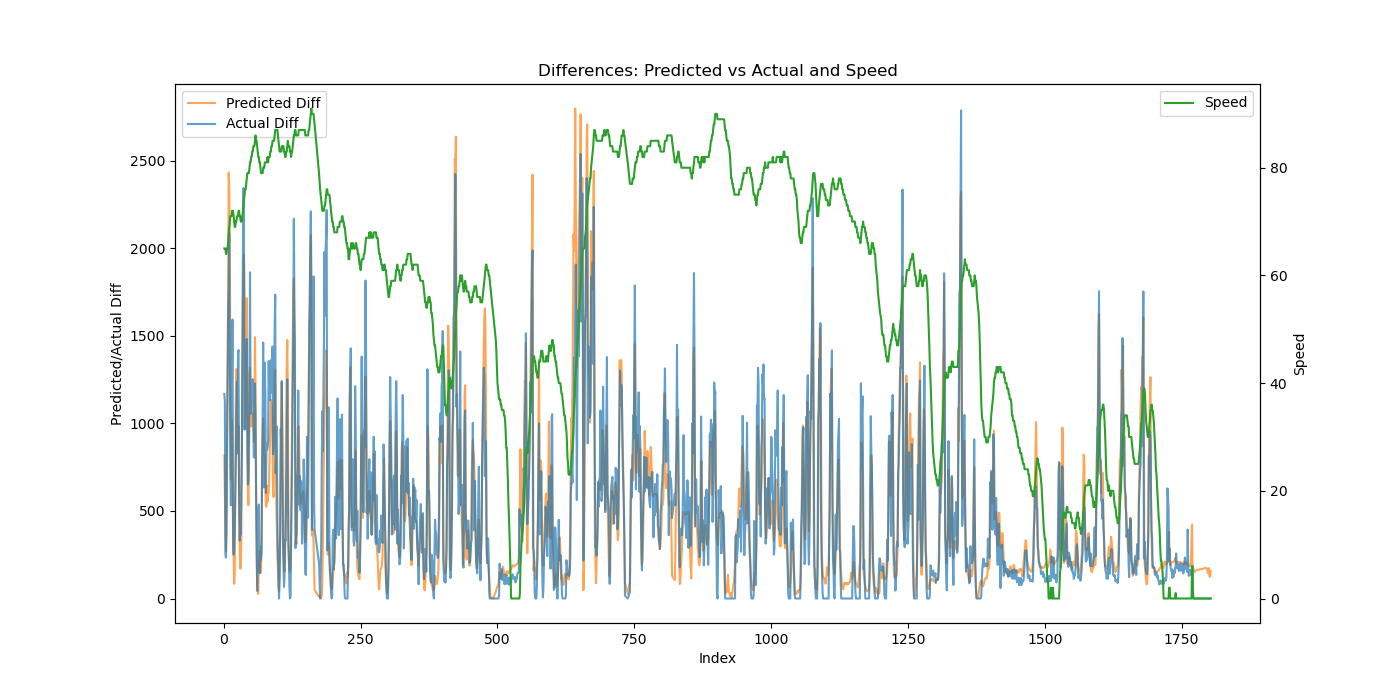 Differences: Predicted vs Actual and Speed
Predicted Diff
Actual Diff
Speed
2500
2000
1500
1000
500
0
Predicted/Actual Diff
80
60
40
20
0
Speed
0
250
500
750
1000
1250
1500
1750
Index